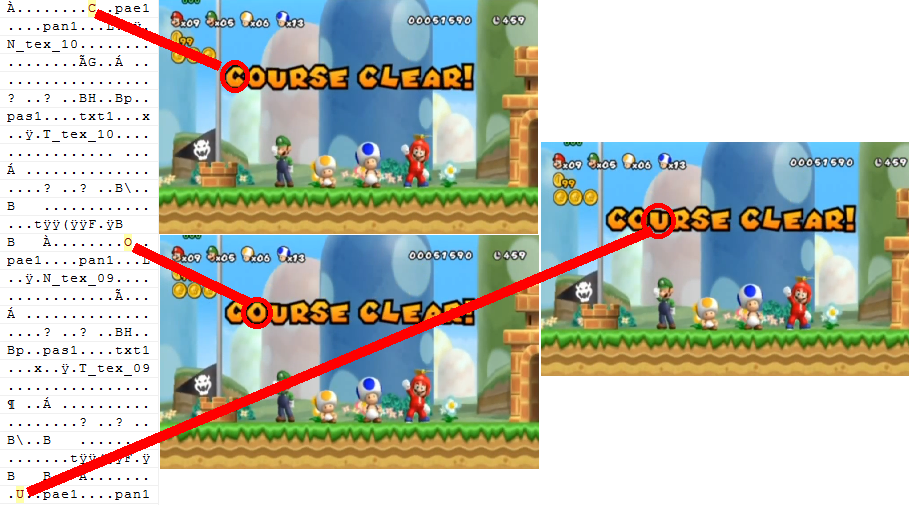 À........C...pae1
....pan1...L..ÿ.
N_tex_10........
........ÃG..Á ..
................
? ..? ..BH..Bp..
pas1....txt1...x
..ÿ.T_tex_10....
.............. ...
Á ..............
....? ..? ..B\..
B ..............
...tÿÿ(ÿÿF.ÿB
B À........O..
pae1....pan1...L
..ÿ.N_tex_09....
............Ã...
Á ..............
...? ..? ..BH..
Bp..pas1....txt1
...x..ÿ.T_tex_09
................
¶ ..Á ..........
........? ..? ..
B\..B ........
.......tÿÿ(ÿÿF.ÿ
B B À........
.U..pae1....pan1
x09 x05 x06 x13
00051590
459
99
COURSE CLEAR!
x09 x05 x06 x13
00051590
459
COURSE CLEAR!
x09 x05 x06 x13
00051590
459
99
COURSE CLEAR!